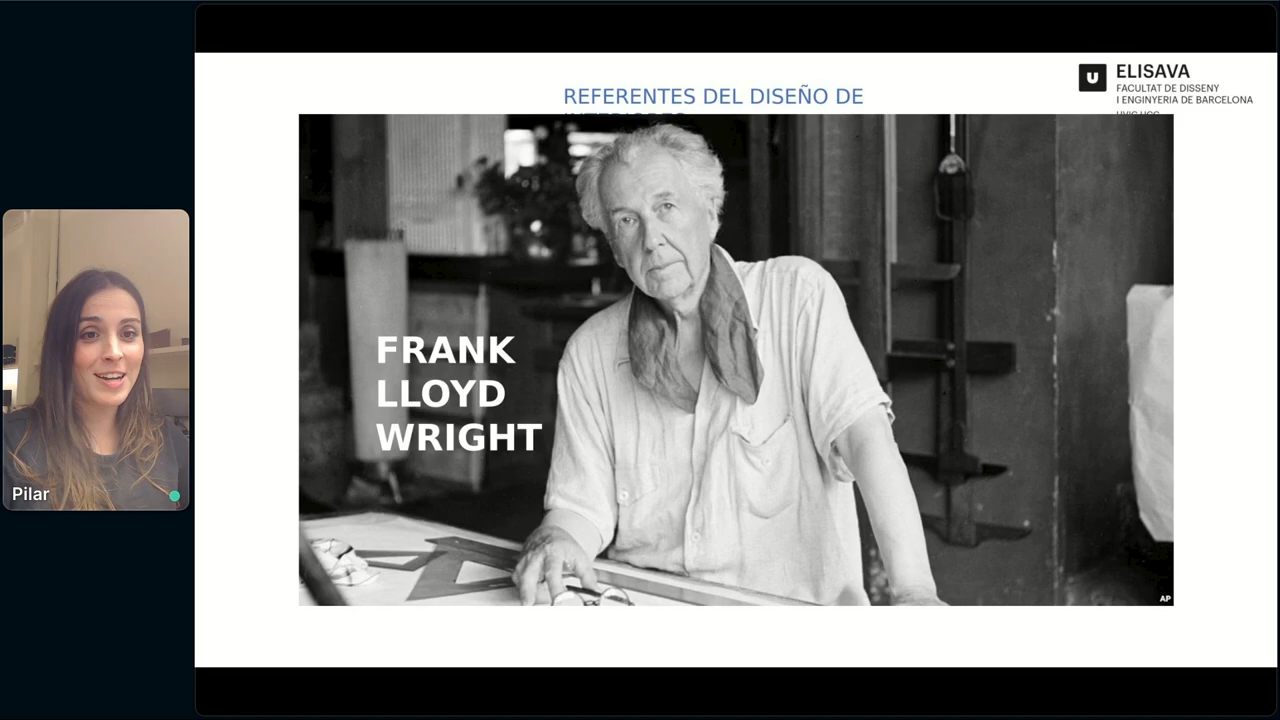 REFERENTES DEL DISEÑO DE
ELISAVA
FACULTAT DE DISSENY
I ENGINYERIA DE BARCELONA
FRANK
LLOYD
WRIGHT
Pilar
AP